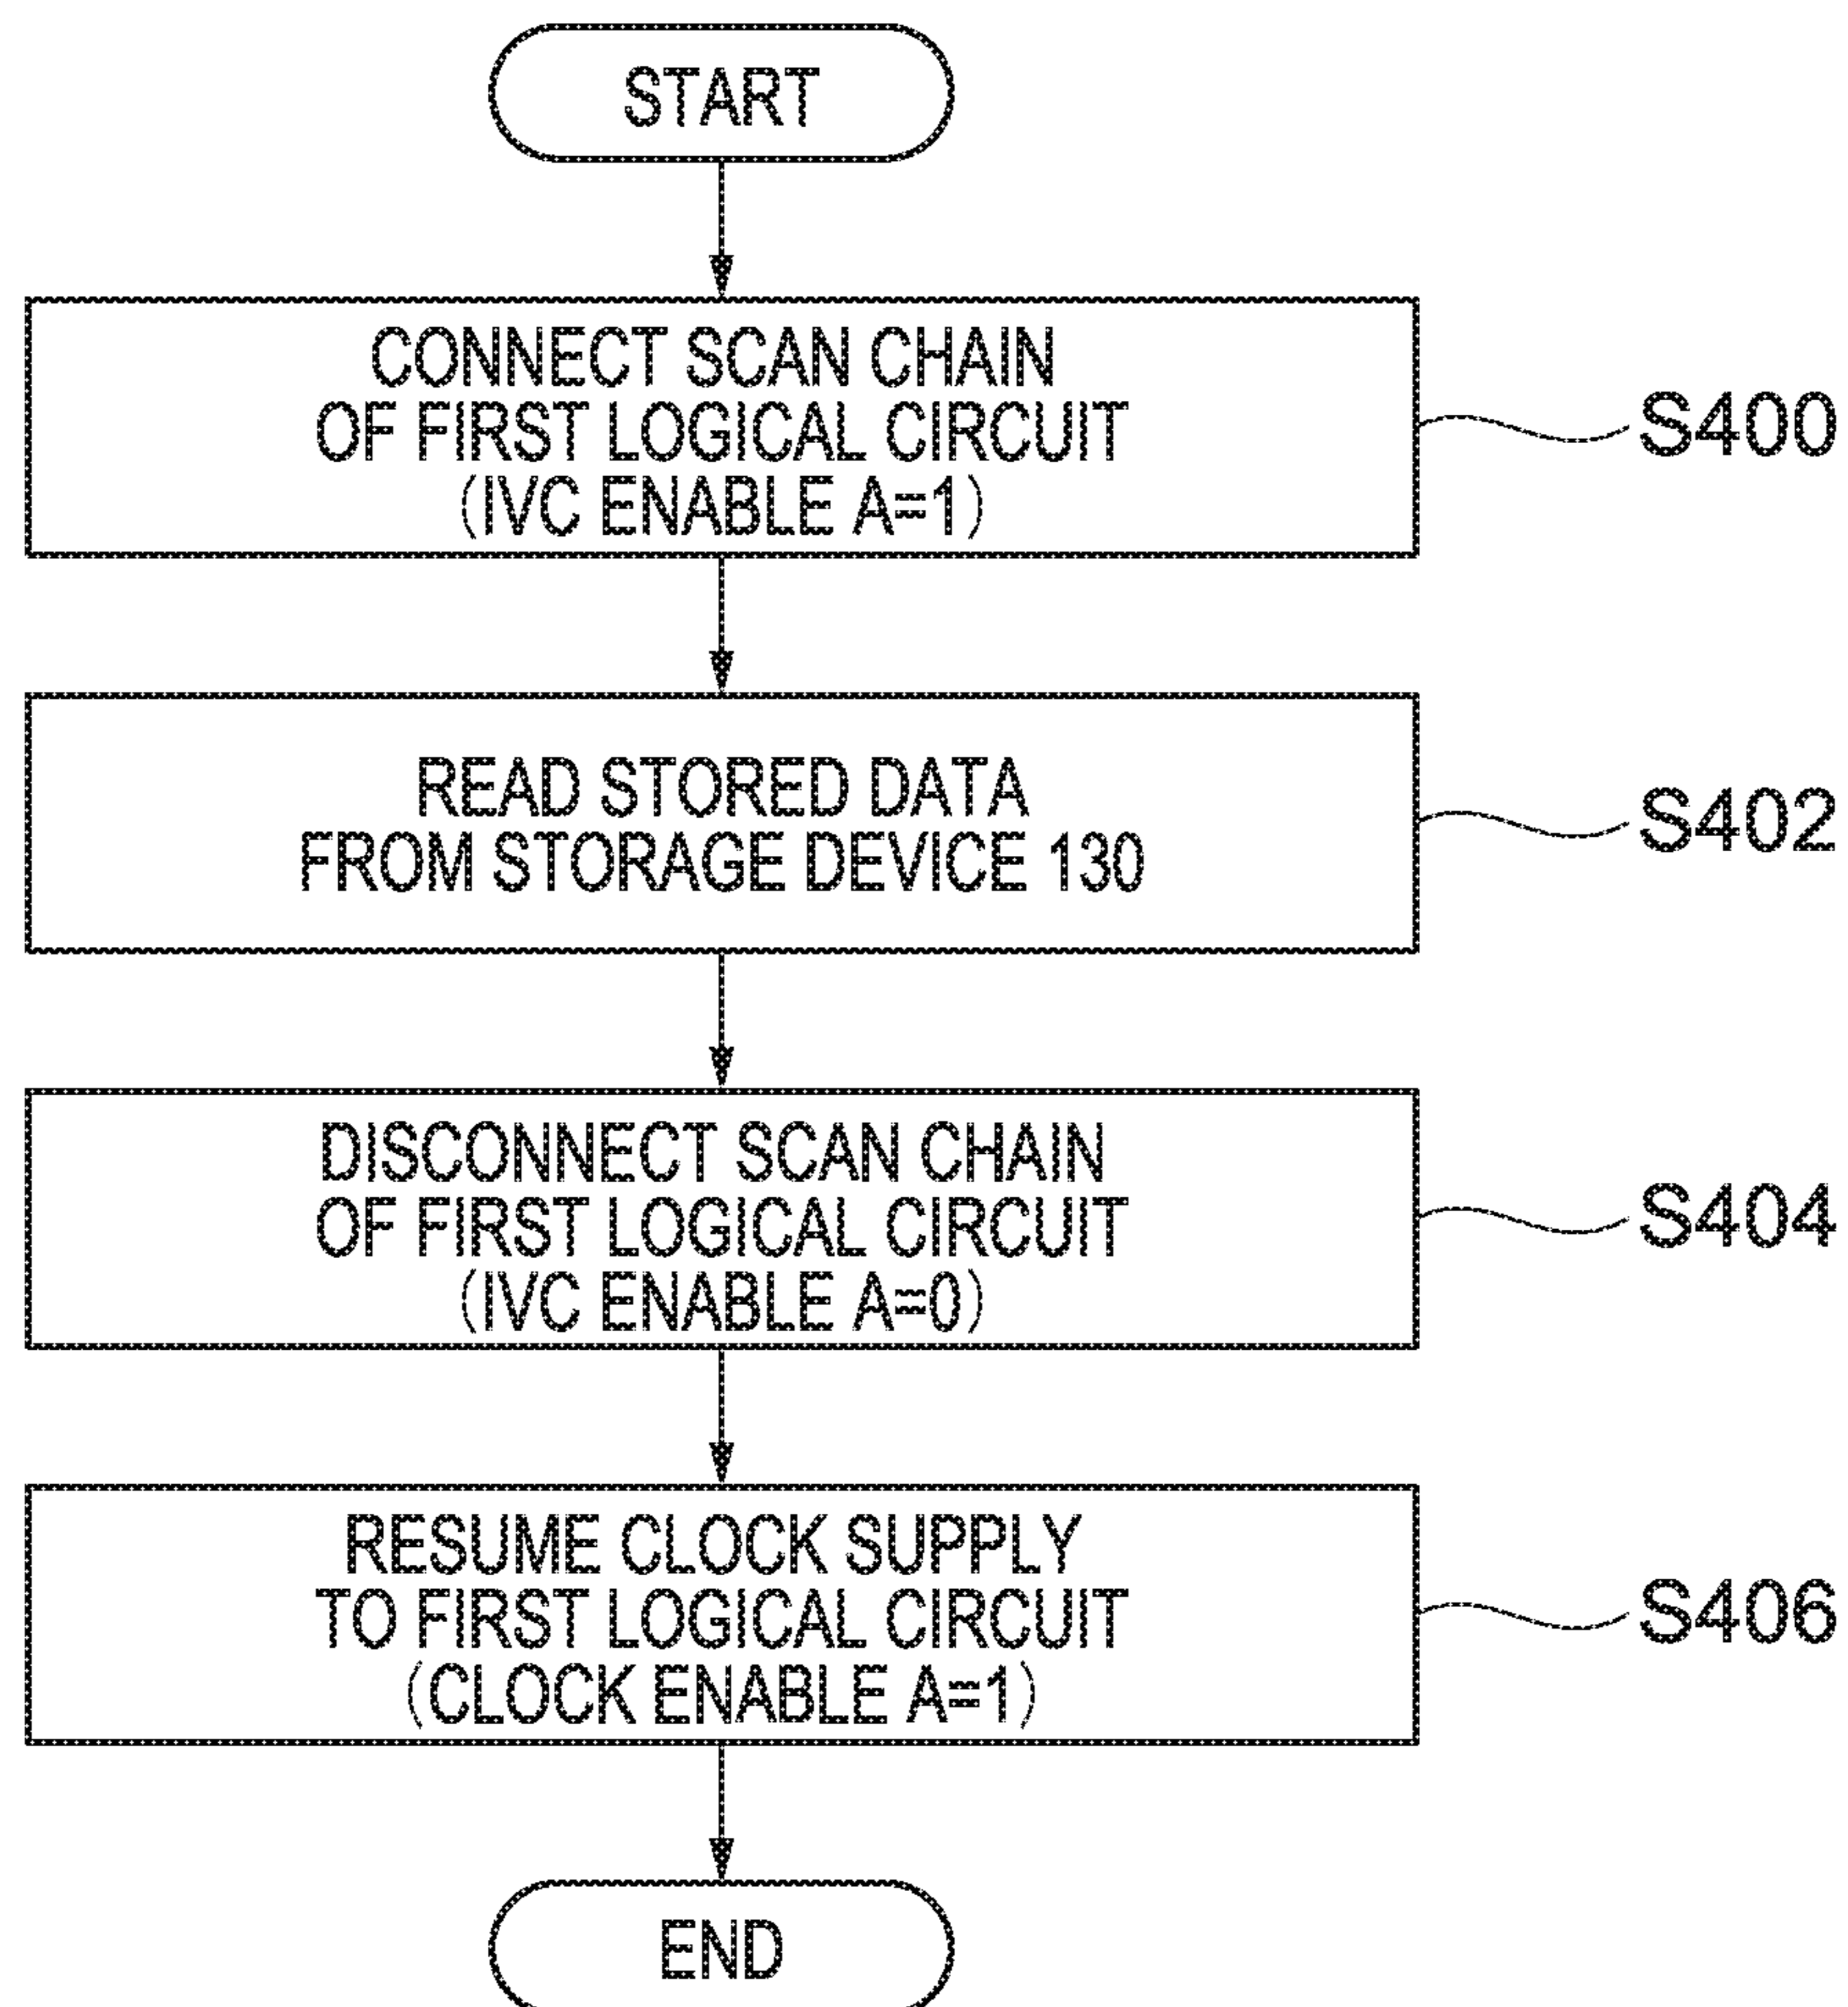 START
CONNECT SCAN CHAIN
OF FIRST LOGICAL CIRCUIT
(IVC ENABLE A=1)
S400
READ STORED DATA
FROM STORAGE DEVICE 130
S402
DISCONNECT SCAN CHAIN
OF FIRST LOGICAL CIRCUIT
(IVC ENABLE A=0)
S404
RESUME CLOCK SUPPLY
TO FIRST LOGICAL CIRCUIT
(CLOCK ENABLE A=1)
S406
END